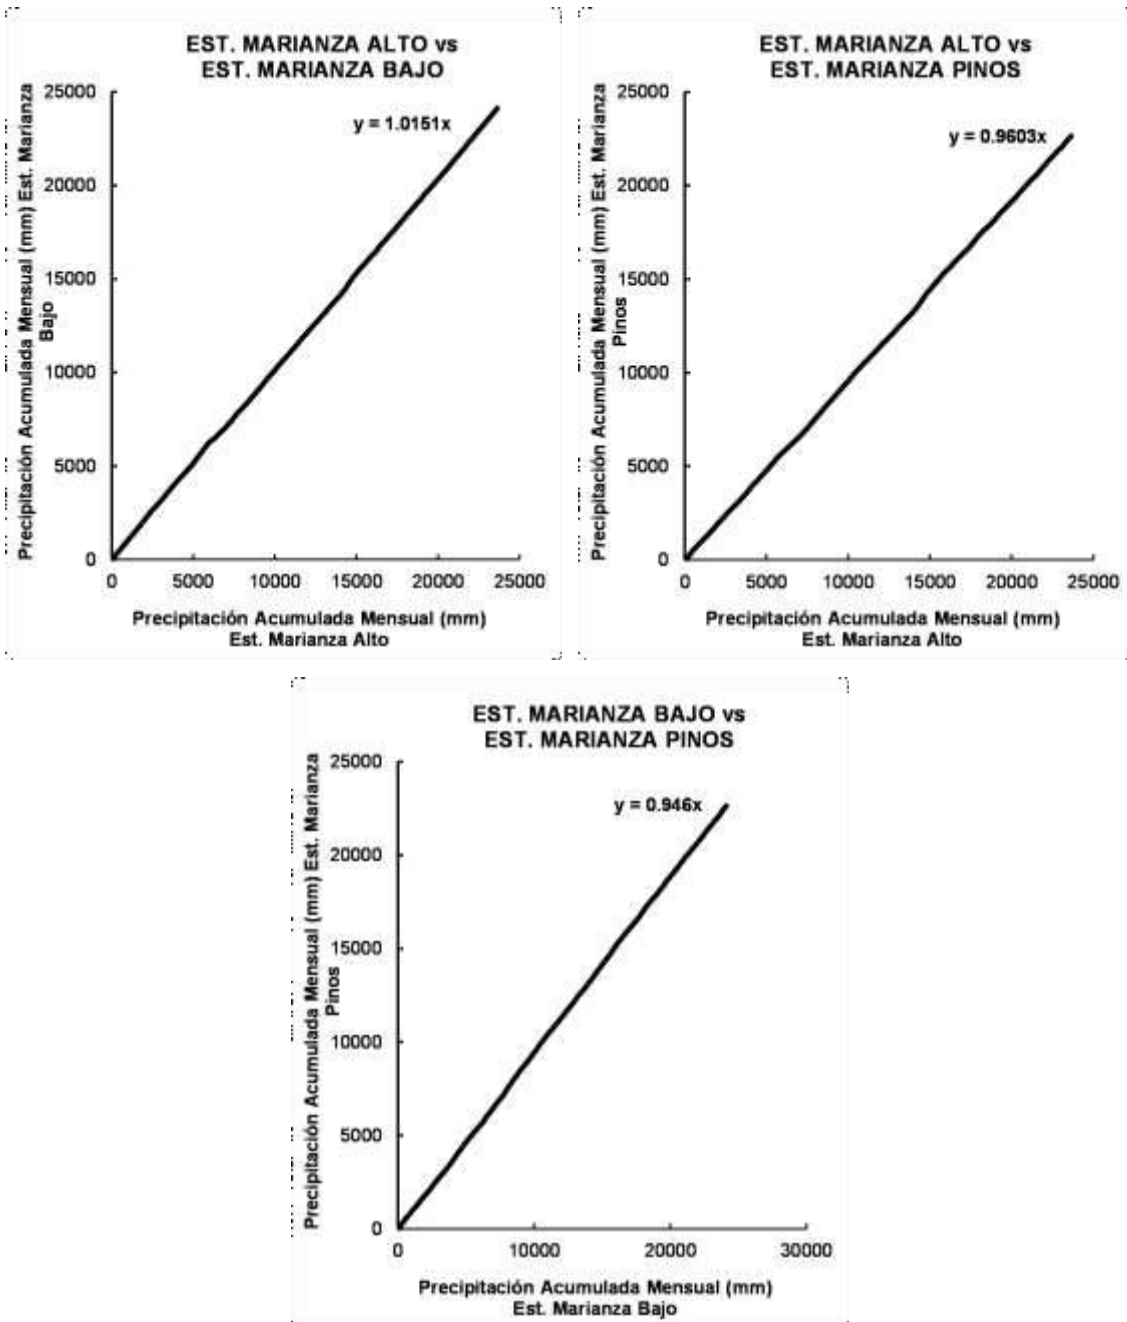 EST. MARIANZA ALTO vs
EST. MARIANZA BAJO
Precipitación Acumulada Mensual (mm) Est. Marianza
Bajo
25000
20000
15000
10000
5000
0
y = 1.0151x
0 5000 10000 15000 20000 25000
Precipitación Acumulada Mensual (mm)
Est. Marianza Alto
EST. MARIANZA ALTO vs
EST. MARIANZA PINOS
Precipitación Acumulada Mensual (mm) Est. Marianza
Pinos
25000
20000
15000
10000
5000
0
y = 0.9603x
0 5000 10000 15000 20000 25000
Precipitación Acumulada Mensual (mm)
Est. Marianza Alto
EST. MARIANZA BAJO vs
EST. MARIANZA PINOS
Precipitación Acumulada Mensual (mm) Est. Marianza
Pinos
25000
20000
15000
10000
5000
0
y = 0.946x
0 10000 20000 30000
Precipitación Acumulada Mensual (mm)
Est. Marianza Bajo